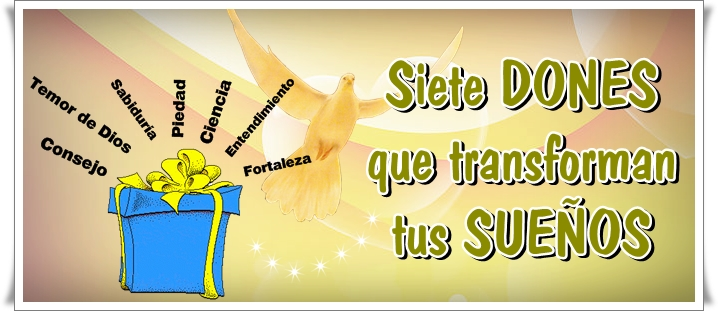 Consejo
Temor de Dios
Sabiduría
Piedad
Ciencia
Entendimiento
Fortaleza
Siete DONES
que transforman
tus SUEÑOS